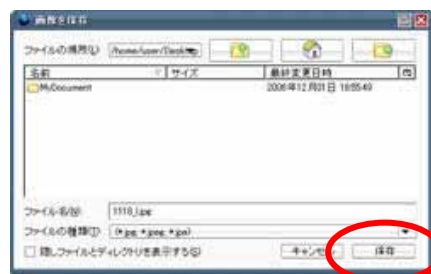 画像を保存
ファイルの場所(L) /home/user/Desktop
名前 サイズ 最終変更日時
MyDocument 2006年12月01日 18:55:49
ファイル名(N) 1118_l.jpe
ファイルの種類(T) (*.jpe, *.jpeg, *.jpg)
隠しファイルとディレクトリを表示する(S) キャンセル 保存